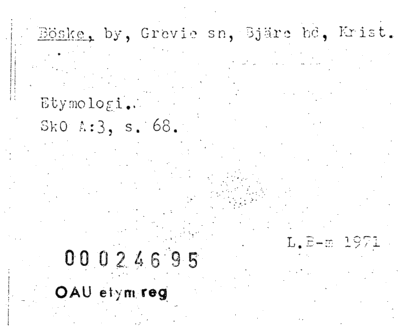 Böske, by, Grevie sn, Bjäre hd, Krist.
Etymologi.
SkO A:3, s. 68.
L.B-m 1971
00024695
OAU etym reg